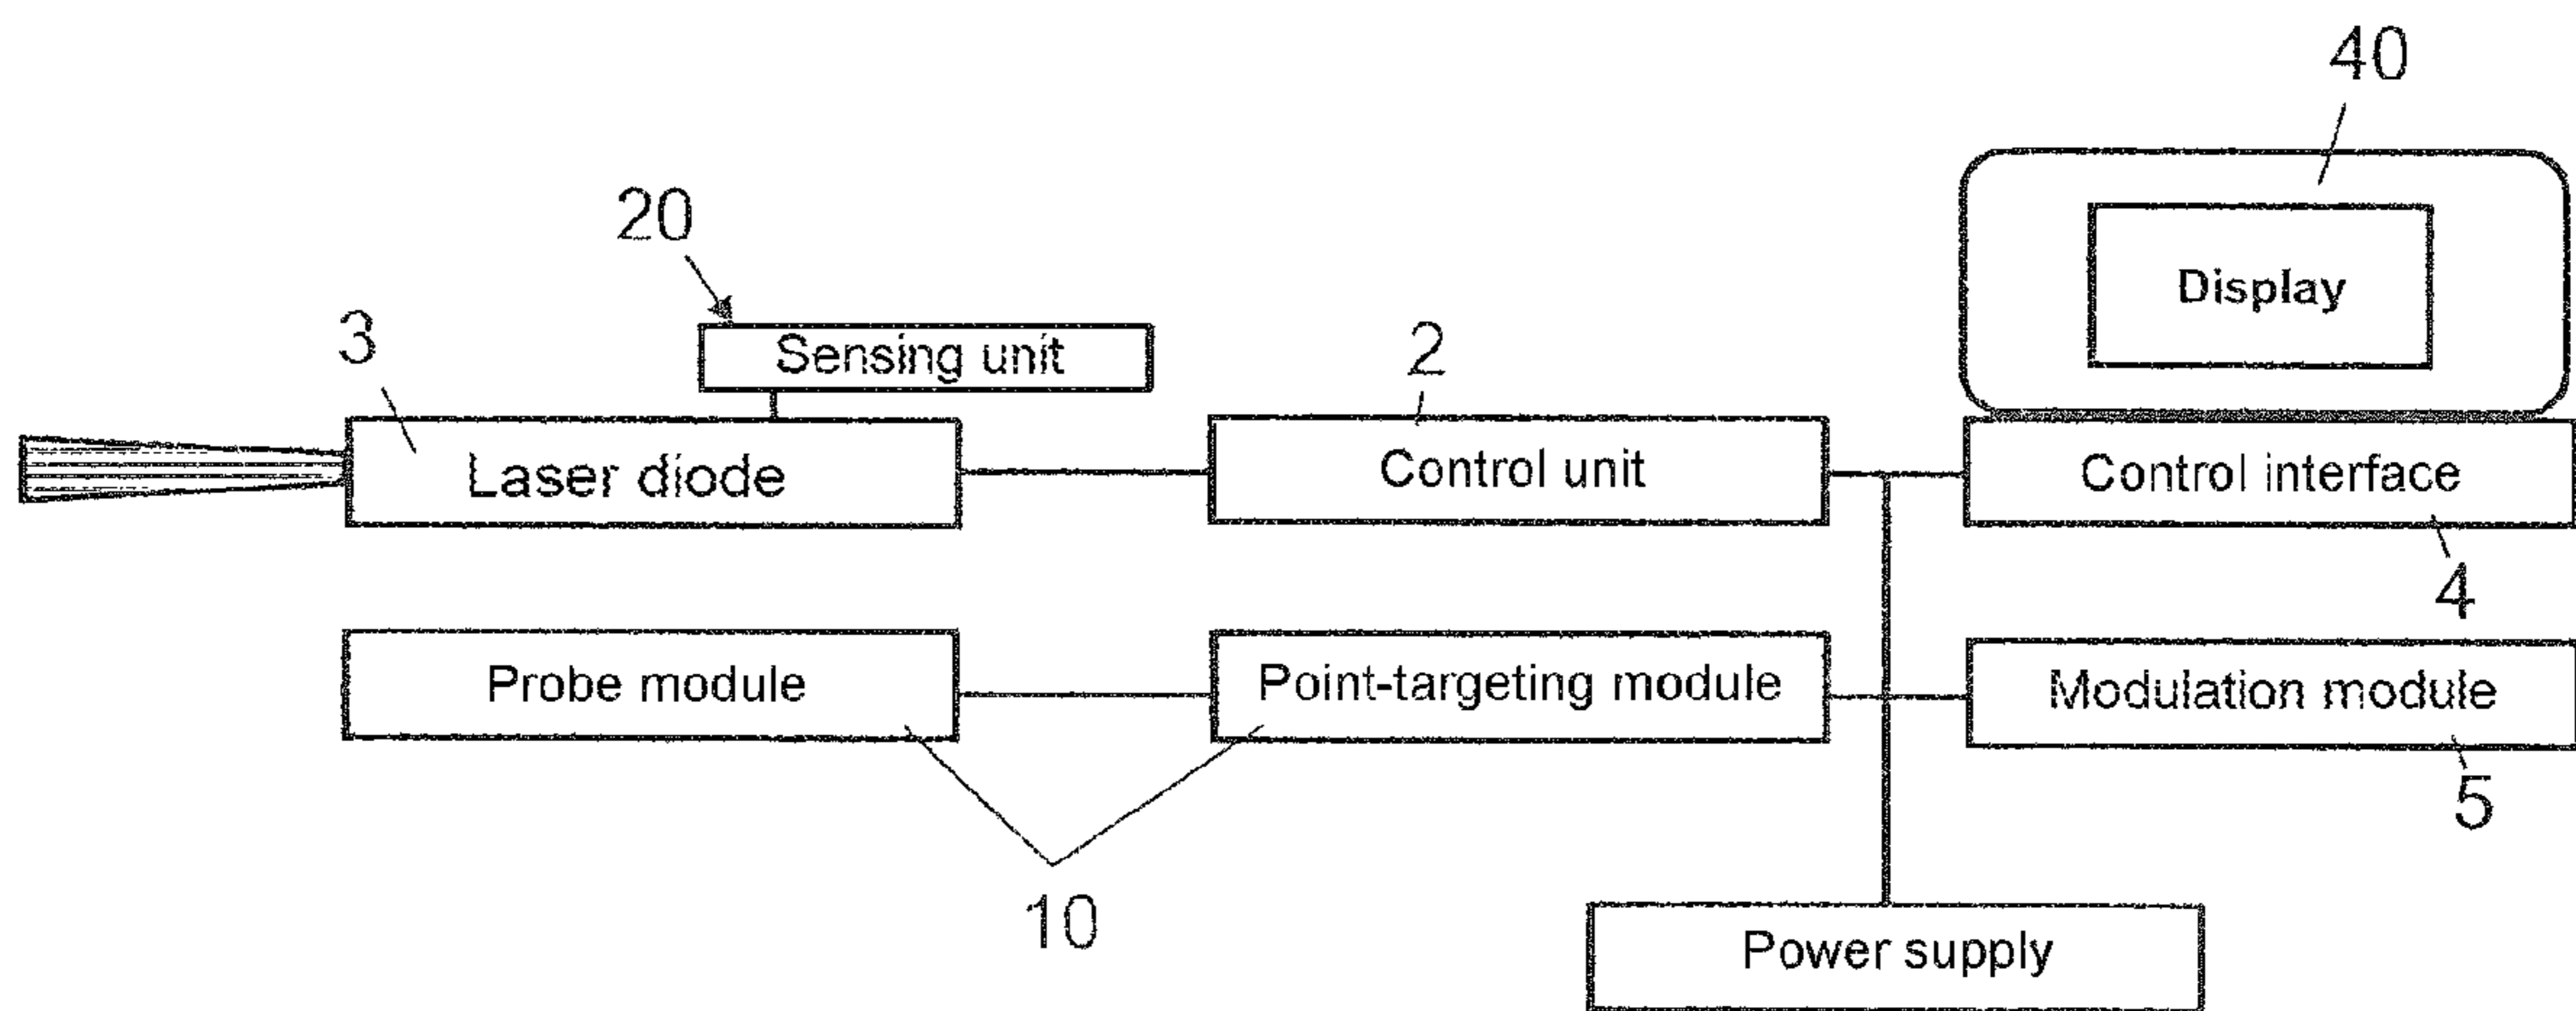 40
20
Display
3
Sensing unit
2
Laser diode
Control unit
Control interface
4
Probe module
Point-targeting module
Modulation module
5
10
Power supply